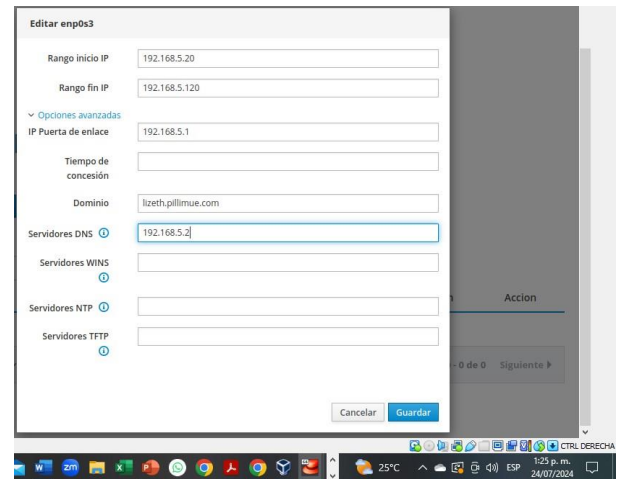 Editar enp0s3
Rango inicio IP 192.168.5.20
Rango fin IP 192.168.5.120
Opciones avanzadas
IP Puerta de enlace 192.168.5.1
Tiempo de
concesión
Dominio lizeth.pillimue.com
Servidores DNS 192.168.5.2
Servidores WINS
Servidores NTP
n Accion
Servidores TFTP
- 0 de 0 Siguiente
Cancelar Guardar
CTRL DERECHA
25°C ESP 1:25 p. m.
24/07/2024